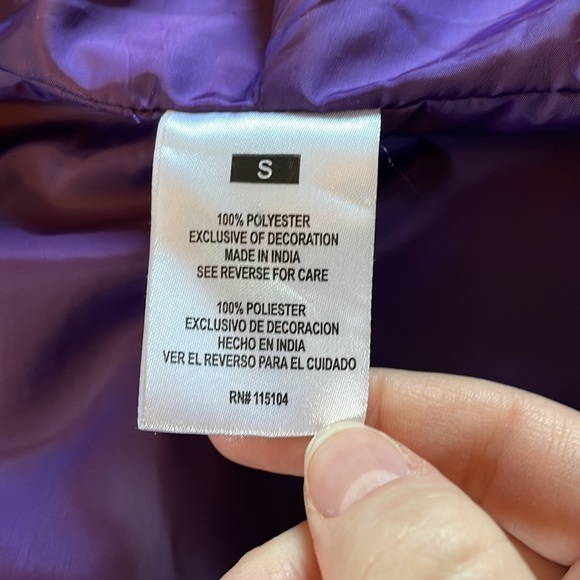 S
100% POLYESTER
EXCLUSIVE OF DECORATION
MADE IN INDIA
SEE REVERSE FOR CARE
100% POLIESTER
EXCLUSIVO DE DECORACION
HECHO EN INDIA
VER EL REVERSO PARA EL CUIDADO
RN# 115104